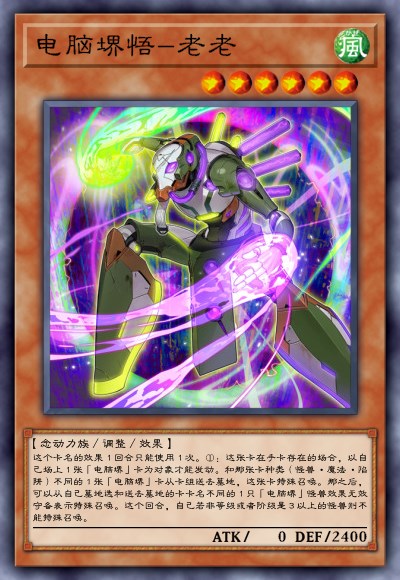 电脑堺悟-老老
風
【念动力族／调整／效果】
这个卡名的效果1回合只能使用1次。①：这张卡在手卡存在的场合，以自
己场上1张「电脑堺」卡为对象才能发动。和那张卡种类（怪兽·魔法·陷
阱）不同的1张「电脑堺」卡从卡组送去墓地，这张卡特殊召唤。那之后，
可以从自己墓地选和送去墓地的卡卡名不同的1只「电脑堺」怪兽效果无效
守备表示特殊召唤。这个回合，自己若非等级或者阶级是3以上的怪兽则不
能特殊召唤。
ATK/ 0 DEF/2400